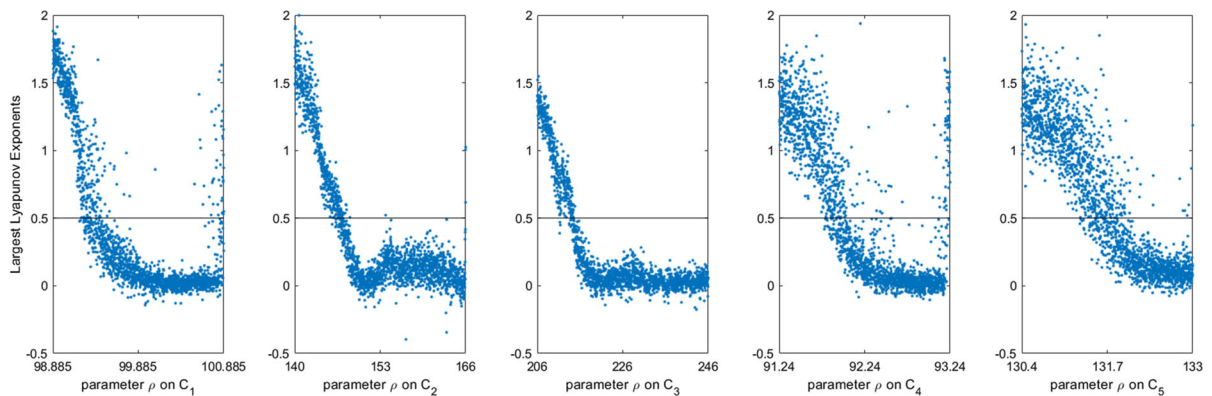 Largest Lyapunov Exponents
2
1.5
1
0.5
0
-0.5
98.885 99.885 100.885
parameter ρ on C1
2
1.5
1
0.5
0
-0.5
140 153 166
parameter ρ on C2
2
1.5
1
0.5
0
-0.5
206 226 246
parameter ρ on C3
2
1.5
1
0.5
0
-0.5
91.24 92.24 93.24
parameter ρ on C4
2
1.5
1
0.5
0
-0.5
130.4 131.7 133
parameter ρ on C5